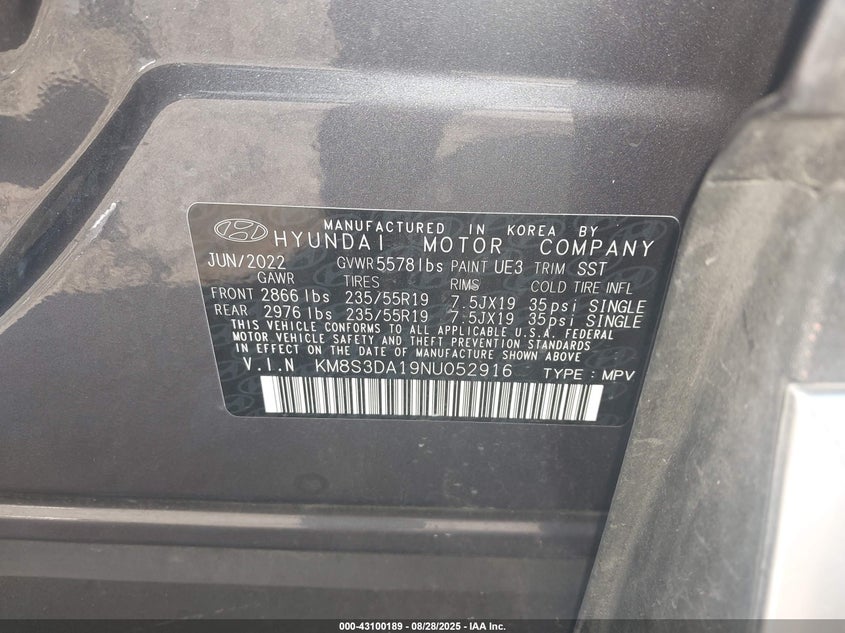 MANUFACTURED IN KOREA BY
HYUNDAI MOTOR COMPANY
JUN/2022 GVWR 5578 lbs PAINT UE3 TRIM SST
GAWR TIRES RIMS COLD TIRE INFL
FRONT 2866 lbs 235/55R19 7.5JX19 35psi SINGLE
REAR 2976 lbs 235/55R19 7.5JX19 35psi SINGLE
THIS VEHICLE CONFORMS TO ALL APPLICABLE U.S.A. FEDERAL
MOTOR VEHICLE SAFETY AND THEFT PREVENTION STANDARDS
IN EFFECT ON THE DATE OF MANUFACTURE SHOWN ABOVE
V.I.N KM8S3DA19NU052916 TYPE : MPV
000-43100189 - 08/28/2025 - IAA Inc.